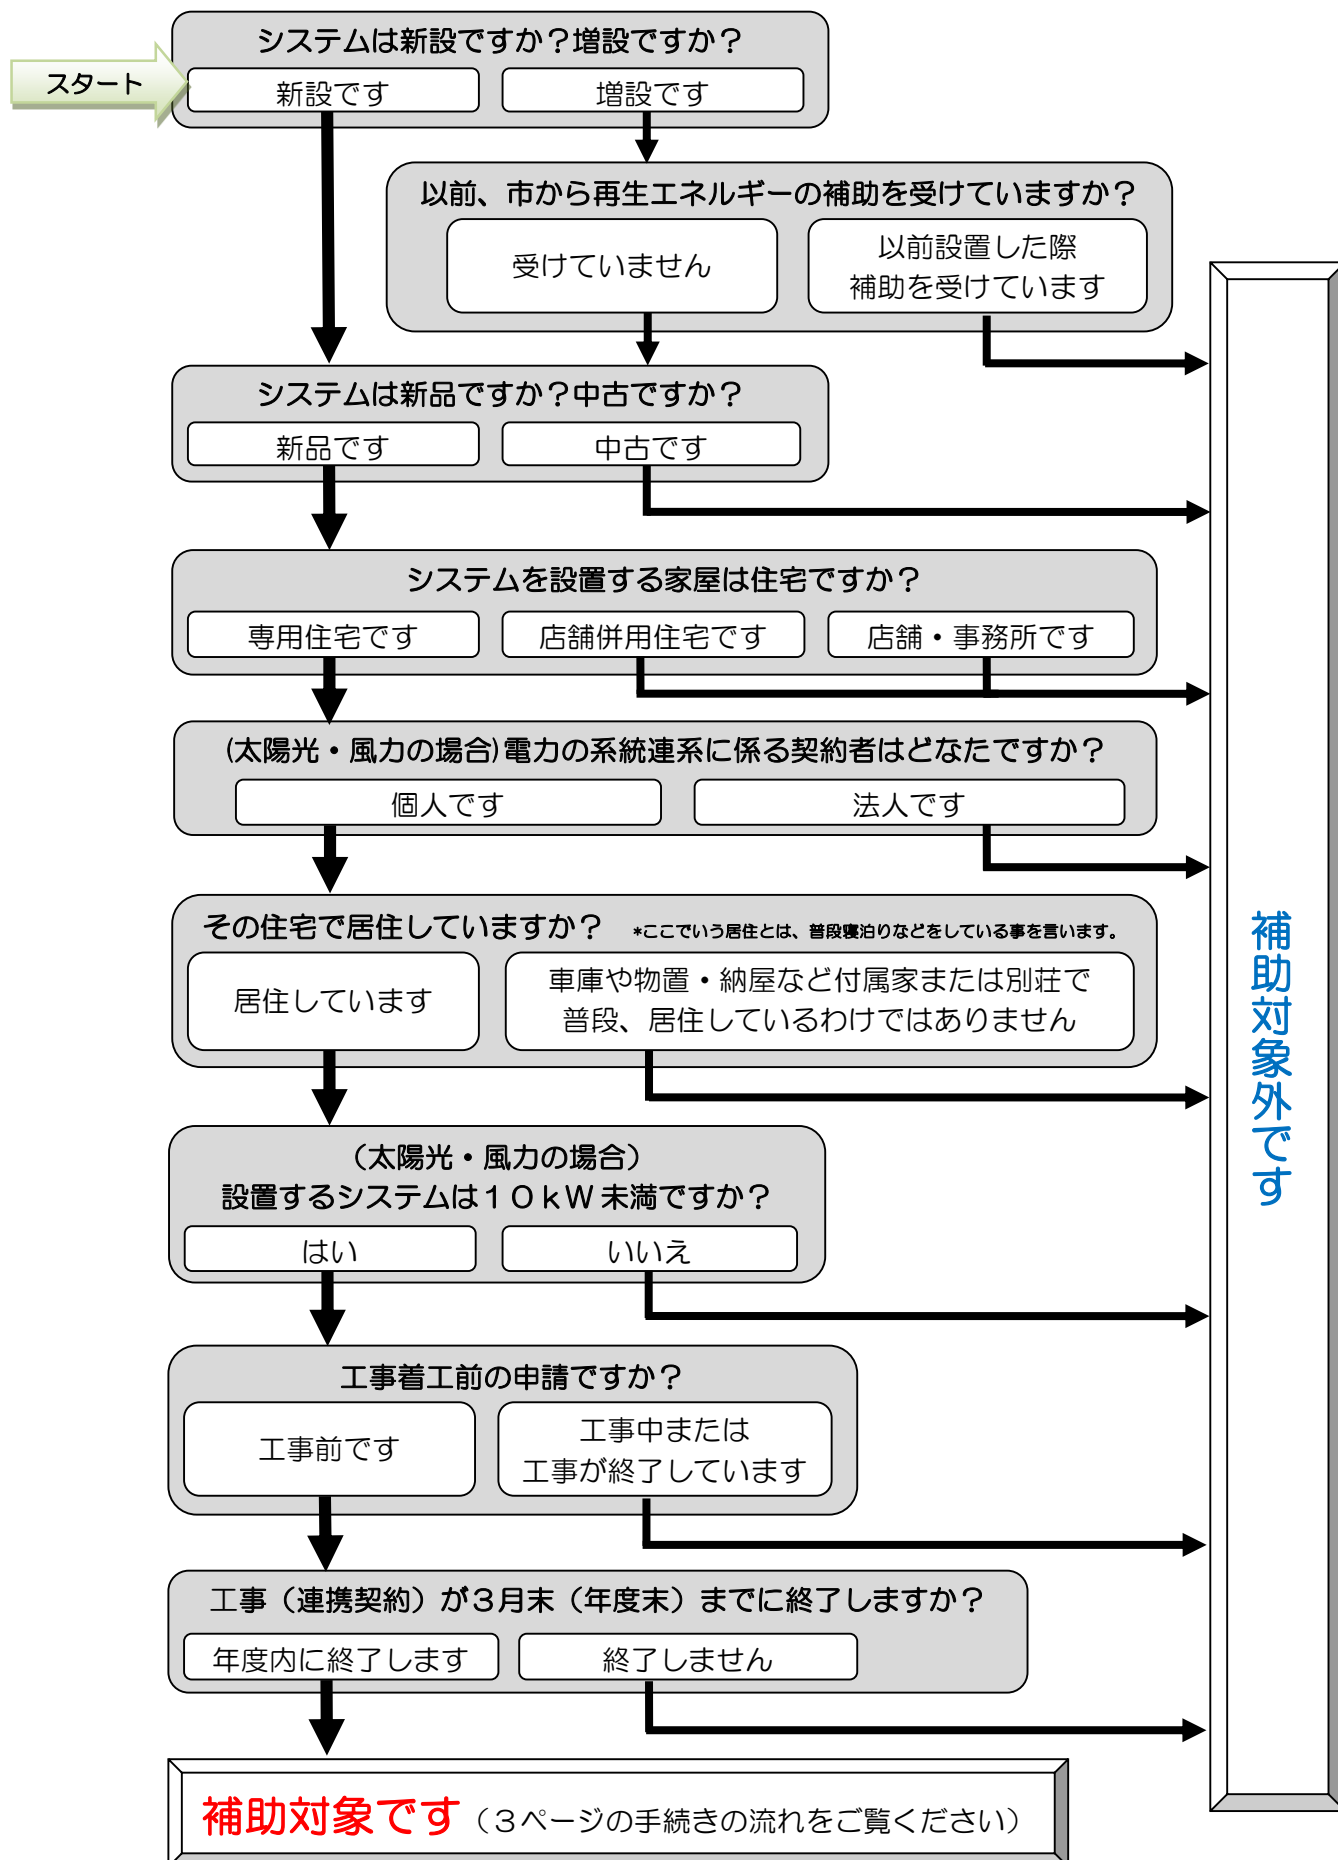 システムは新設ですか？増設ですか？
スタート
新設です
増設です
以前、市から再生エネルギーの補助を受けていますか？
受けていません
以前設置した際
補助を受けています
システムは新品ですか？中古ですか？
新品です
中古です
システムを設置する家屋は住宅ですか？
専用住宅です
店舗併用住宅です
店舗・事務所です
(太陽光・風力の場合)電力の系統連系に係る契約者はどなたですか？
個人です
法人です
その住宅で居住していますか？ *ここでいう居住とは、普段寝泊りなどをしている事を言います。
居住しています
車庫や物置・納屋など付属家または別荘で
普段、居住しているわけではありません
（太陽光・風力の場合）
設置するシステムは１０ｋＷ未満ですか？
はい
いいえ
工事着工前の申請ですか？
工事前です
工事中または
工事が終了しています
工事（連携契約）が３月末（年度末）までに終了しますか？
年度内に終了します
終了しません
補助対象です（３ページの手続きの流れをご覧ください）
補助対象外です